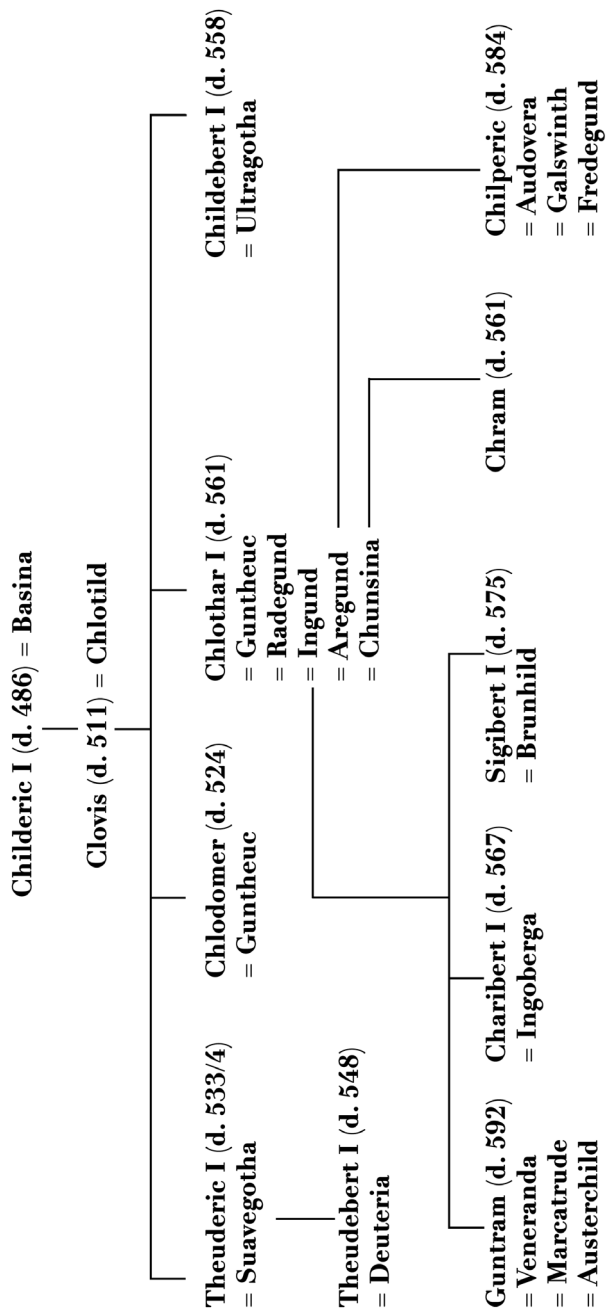 Childeric I (d. 486) = Basina
Clovis (d. 511) = Chlotild
Theuderic I (d. 533/4)
= Suavegotha
Chlodomer (d. 524)
= Guntheuc
Chlothar I (d. 561)
= Guntheuc
= Radegund
= Ingund
= Aregund
= Chunsina
Childebert I (d. 558)
= Ultragotha
Theudebert I (d. 548)
= Deuteria
Guntram (d. 592)
= Veneranda
= Marcatrude
= Austerchild
Charibert I (d. 567)
= Ingoberga
Sigibert I (d. 575)
= Brunhild
Chram (d. 561)
Chilperic (d. 584)
= Audovera
= Galswinth
= Fredegund